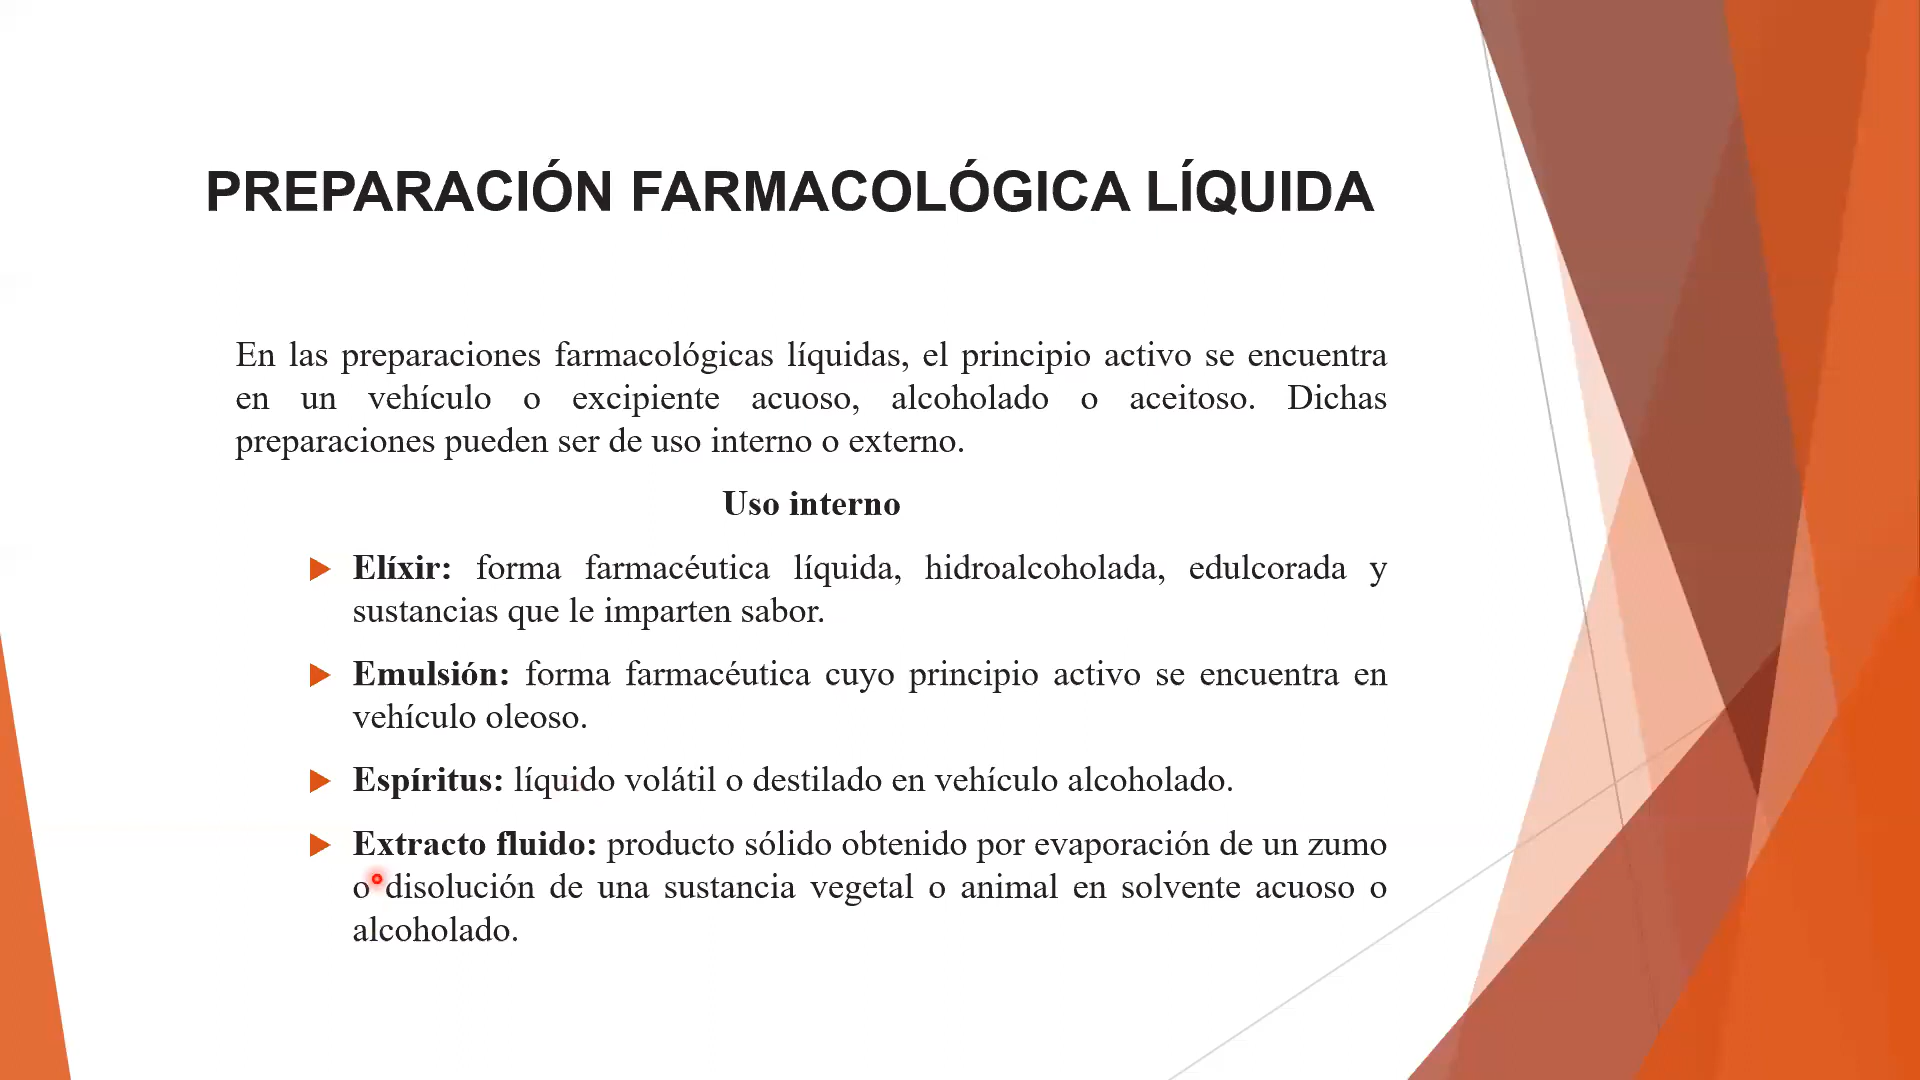 PREPARACIÓN FARMACOLÓGICA LÍQUIDA
En las preparaciones farmacológicas líquidas, el principio activo se encuentra
en un vehículo o excipiente acuoso, alcoholado o aceitoso. Dichas
preparaciones pueden ser de uso interno o externo.
Uso interno
Elíxir: forma farmacéutica líquida, hidroalcoholada, edulcorada y
sustancias que le imparten sabor.
Emulsión: forma farmacéutica cuyo principio activo se encuentra en
vehículo oleoso.
Espíritus: líquido volátil o destilado en vehículo alcoholado.
Extracto fluido: producto sólido obtenido por evaporación de un zumo
o disolución de una sustancia vegetal o animal en solvente acuoso o
alcoholado.